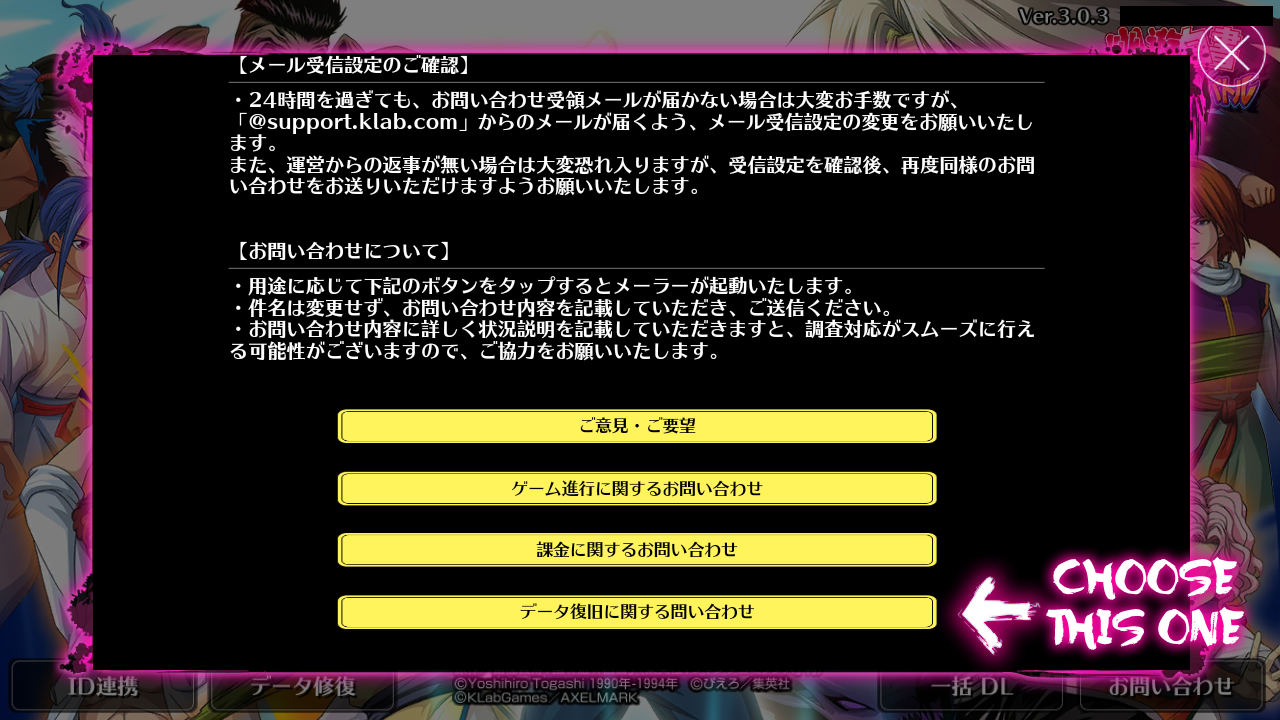 Ver.3.0.3
【メール受信設定のご確認】
・24時間を過ぎても、お問い合わせ受領メールが届かない場合は大変お手数ですが、
「@support.klab.com」からのメールが届くよう、メール受信設定の変更をお願いいたし
ます。
また、運営からの返事が無い場合は大変恐れ入りますが、受信設定を確認後、再度同様のお問
い合わせをお送りいただけますようお願いいたします。
【お問い合わせについて】
・用途に応じて下記のボタンをタップするとメーラーが起動いたします。
・件名は変更せず、お問い合わせ内容を記載していただき、ご送信ください。
・お問い合わせ内容に詳しく状況説明を記載していただきますと、調査対応がスムーズに行え
る可能性がございますので、ご協力をお願いいたします。
ご意見・ご要望
ゲーム進行に関するお問い合わせ
課金に関するお問い合わせ
データ復旧に関する問い合わせ
CHOOSE
THIS ONE
ID連携
データ修復
©Yoshihiro Togashi 1990年-1994年 ©ぴえろ／集英社
©KLabGames／AXELMARK
一括 DL
お問い合わせ